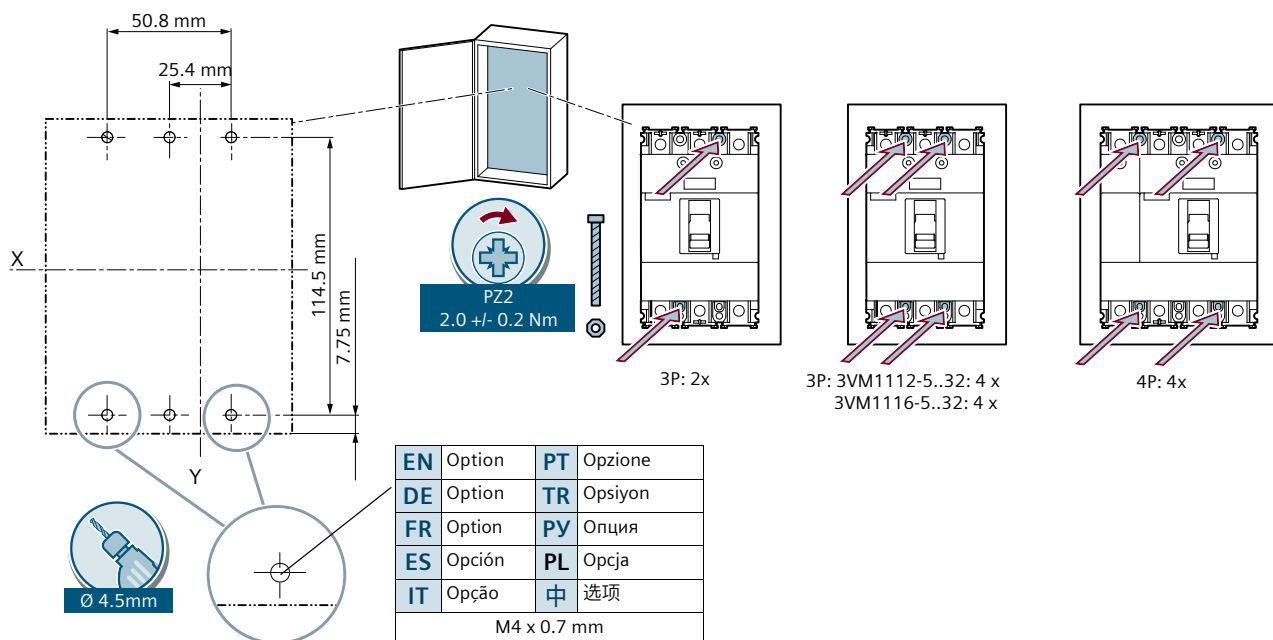 50.8 mm
25.4 mm
X
114.5 mm
7.75 mm
Y
Ø 4.5mm
PZ2
2.0 +/- 0.2 Nm
3P: 2x
3P: 3VM1112-5..32: 4 x
3VM1116-5..32: 4 x
4P: 4x
EN Option PT Opzione
DE Option TR Opsiyon
FR Option РУ Опция
ES Opción PL Opcja
IT Opção 中 选项
M4 x 0.7 mm